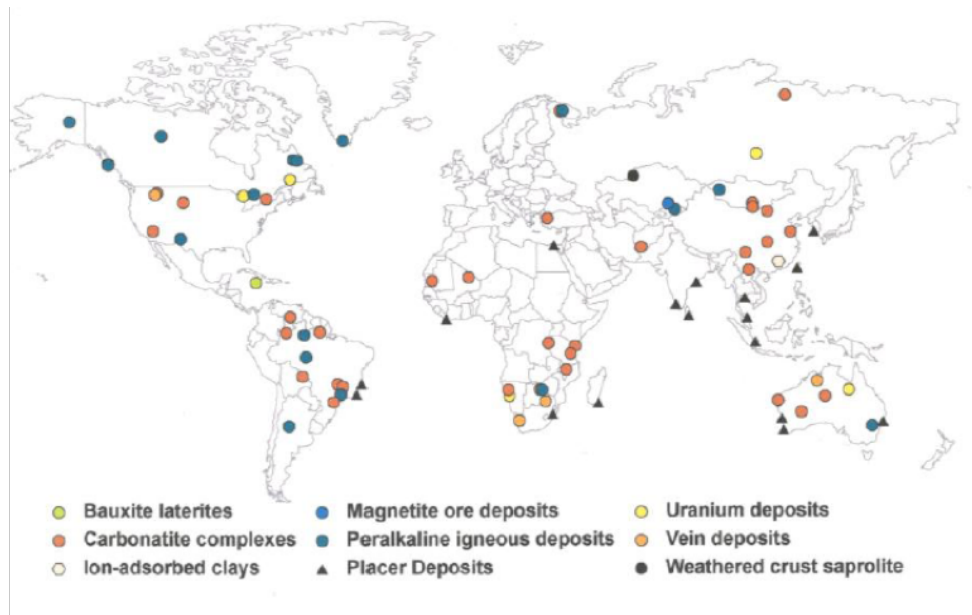 Bauxite laterites
Magnetite ore deposits
Uranium deposits
Carbonatite complexes
Peralkaline igneous deposits
Vein deposits
Ion-adsorbed clays
Placer Deposits
Weathered crust saprolite